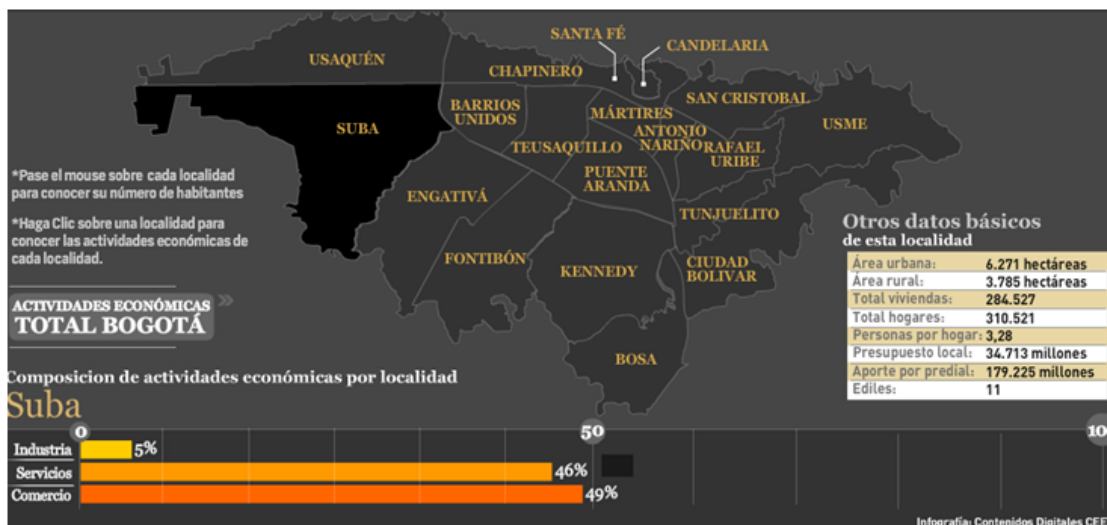 SANTA FÉ
CANDELARIA
USAQUÉN
CHAPINERO
SAN CRISTOBAL
BARRIOS
UNIDOS
MÁRTIRES
USME
SUBA
ANTONIO
NARIÑO
RAFAEL
URIBE
TEUSAQUILLO
PUENTE
ARANDA
*Pase el mouse sobre cada localidad
para conocer su número de habitantes
ENGATIVÁ
TUNJUELITO
*Haga Clic sobre una localidad para
conocer las actividades económicas de
cada localidad.
FONTIBÓN
KENNEDY
CIUDAD
BOLIVAR
BOSA
ACTIVIDADES ECONÓMICAS »
TOTAL BOGOTÁ
Otros datos básicos
de esta localidad
Área urbana: 6.271 hectáreas
Área rural: 3.785 hectáreas
Total viviendas: 284.527
Total hogares: 310.521
Personas por hogar: 3,28
Presupuesto local: 34.713 millones
Aporte por predial: 179.225 millones
Ediles: 11
Composicion de actividades económicas por localidad
Suba
0 50 10
Industria 5%
Servicios 46%
Comercio 49%
Infografía: Contenidos Digitales CEE